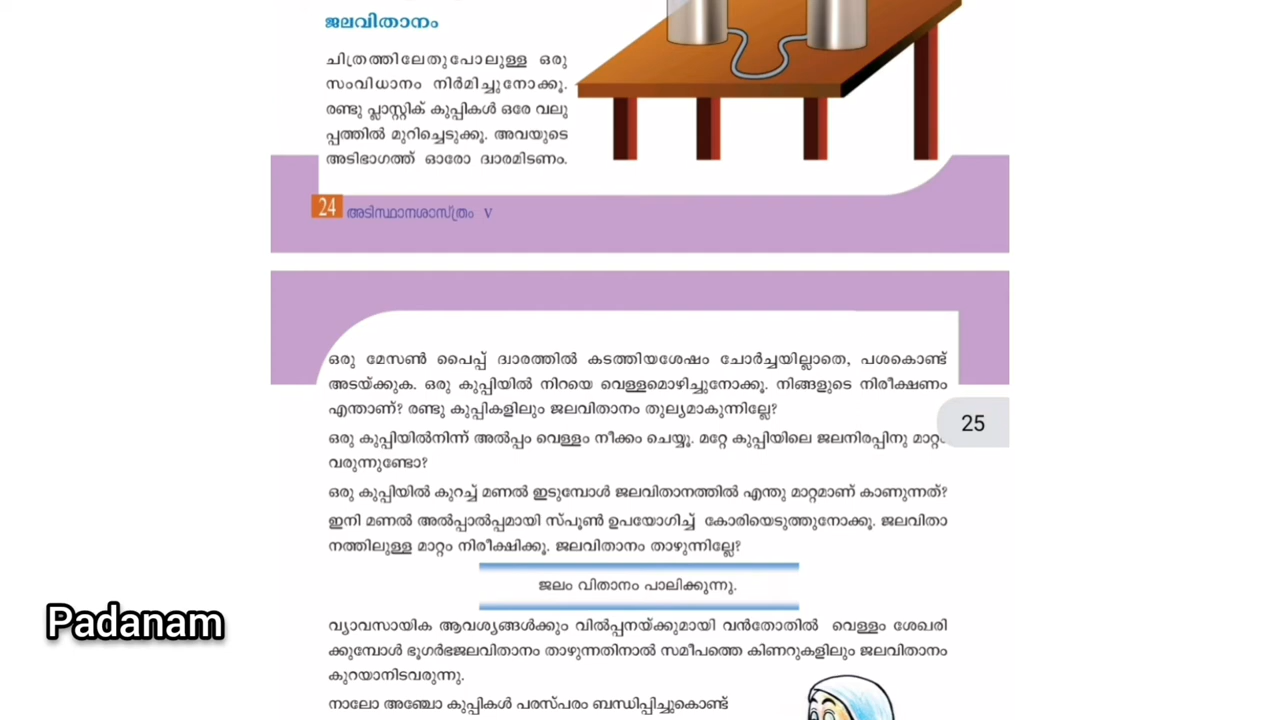 ജലവിതാനം
ചിത്രത്തിലേതുപോലുള്ള ഒരു
സംവിധാനം നിർമിച്ചുനോക്കൂ.
രണ്ടു പ്ലാസ്റ്റിക് കുപ്പികൾ ഒരേ വലു
പ്പത്തിൽ മുറിച്ചെടുക്കൂ. അവയുടെ
അടിഭാഗത്ത് ഓരോ ദ്വാരമിടണം.
24 അടിസ്ഥാനശാസ്ത്രം V
ഒരു മേസൺ പൈപ്പ് ദ്വാരത്തിൽ കടത്തിയശേഷം ചോർച്ചയില്ലാതെ, പശകൊണ്ട്
അടയ്ക്കുക. ഒരു കുപ്പിയിൽ നിറയെ വെള്ളമൊഴിച്ചുനോക്കൂ. നിങ്ങളുടെ നിരീക്ഷണം
എന്താണ്? രണ്ടു കുപ്പികളിലും ജലവിതാനം തുല്യമാകുന്നില്ലേ?
25
ഒരു കുപ്പിയിൽനിന്ന് അൽപ്പം വെള്ളം നീക്കം ചെയ്യൂ. മറ്റേ കുപ്പിയിലെ ജലനിരപ്പിനു മാറ്റം
വരുന്നുണ്ടോ?
ഒരു കുപ്പിയിൽ കുറച്ച് മണൽ ഇടുമ്പോൾ ജലവിതാനത്തിൽ എന്തു മാറ്റമാണ് കാണുന്നത്?
ഇനി മണൽ അൽപ്പാൽപ്പമായി സ്പൂൺ ഉപയോഗിച്ച് കോരിയെടുത്തുനോക്കൂ. ജലവിതാ
നത്തിലുള്ള മാറ്റം നിരീക്ഷിക്കൂ. ജലവിതാനം താഴുന്നില്ലേ?
ജലം വിതാനം പാലിക്കുന്നു.
വ്യാവസായിക ആവശ്യങ്ങൾക്കും വിൽപ്പനയ്ക്കുമായി വൻതോതിൽ വെള്ളം ശേഖരി
ക്കുമ്പോൾ ഭൂഗർഭജലവിതാനം താഴുന്നതിനാൽ സമീപത്തെ കിണറുകളിലും ജലവിതാനം
കുറയാനിടവരുന്നു.
നാലോ അഞ്ചോ കുപ്പികൾ പരസ്പരം ബന്ധിപ്പിച്ചുകൊണ്ട്
Padanam